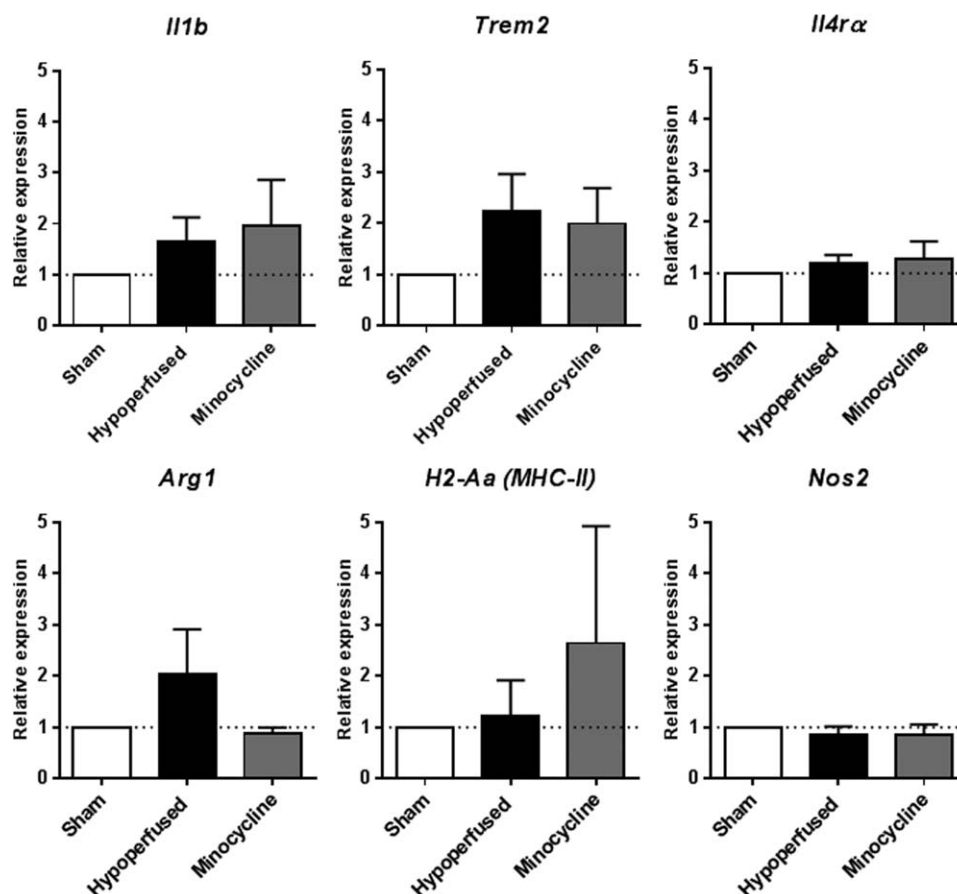 Il1b
Relative expression
5
4
3
2
1
0
Sham
Hypoperfused
Minocycline
Trem2
Relative expression
5
4
3
2
1
0
Sham
Hypoperfused
Minocycline
Il4rα
Relative expression
5
4
3
2
1
0
Sham
Hypoperfused
Minocycline
Arg1
Relative expression
5
4
3
2
1
0
Sham
Hypoperfused
Minocycline
H2-Aa (MHC-II)
Relative expression
5
4
3
2
1
0
Sham
Hypoperfused
Minocycline
Nos2
Relative expression
5
4
3
2
1
0
Sham
Hypoperfused
Minocycline